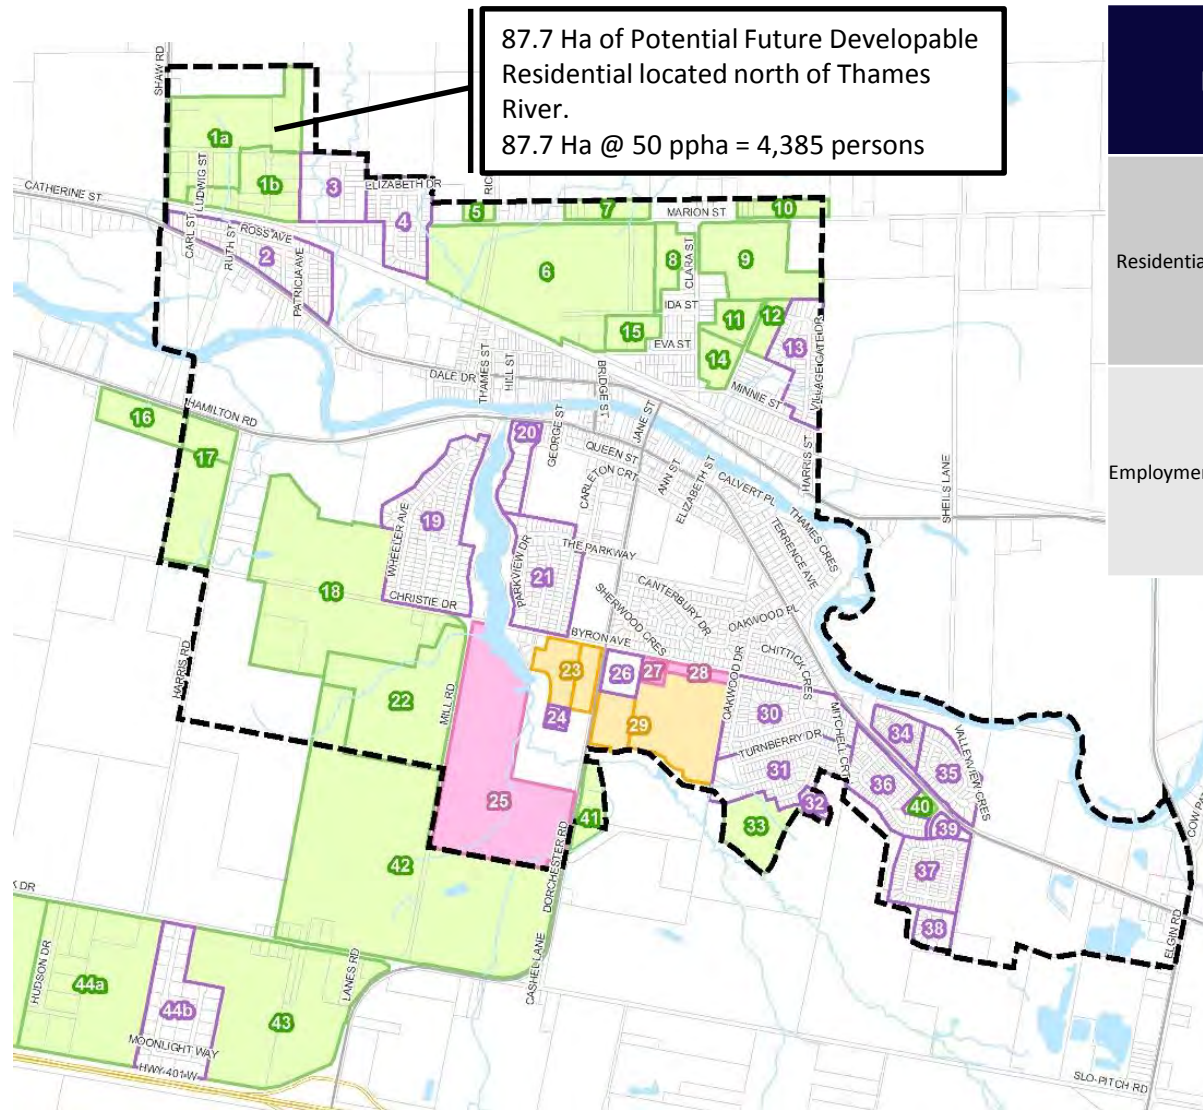 87.7 Ha of Potential Future Developable
Residential located north of Thames
River.
87.7 Ha @ 50 ppha = 4,385 persons
SHAW RD
1a
LUDWIG ST
1b
3
ELIZABETH DR
4
RIC
5
7
MARION ST
10
CATHERINE ST
CARL ST
RUTH ST
ROSS AVE
2
PATRICIA AVE
6
8
CLARA ST
9
IDA ST
11
12
15
EVA ST
14
13
VILLAGE GATE DR
MINNIE ST
DALE DR
THAMES ST
HILL ST
BRIDGE ST
JANE ST
HARRIS ST
SHEILS LANE
Residentia
Employmen
16
HAMILTON RD
17
20
GEORGE ST
QUEEN ST
CARLETON CRT
ANN ST
ELIZABETH ST
CALVERT PL
THAMES CRES
TERRENCE AVE
19
WHEELER AVE
18
CHRISTIE DR
PARKVIEW DR
21
THE PARKWAY
CANTERBURY DR
SHERWOOD CRES
OAKWOOD PL
BYRON AVE
CHITTICK CRES
OAKWOOD DR
HARRIS RD
22
MILL RD
23
24
26
27
28
29
30
TURNBERRY DR
31
MITCHELL CRT
32
34
35
VALLEYVIEW CRES
36
40
39
37
38
33
25
41
42
DORCHESTER RD
CASHEL LANE
COW PA
ELGIN RD
K DR
HUDSON DR
44a
44b
43
LANES RD
MOONLIGHT WAY
HWY 401 W
SLO-PITCH RD